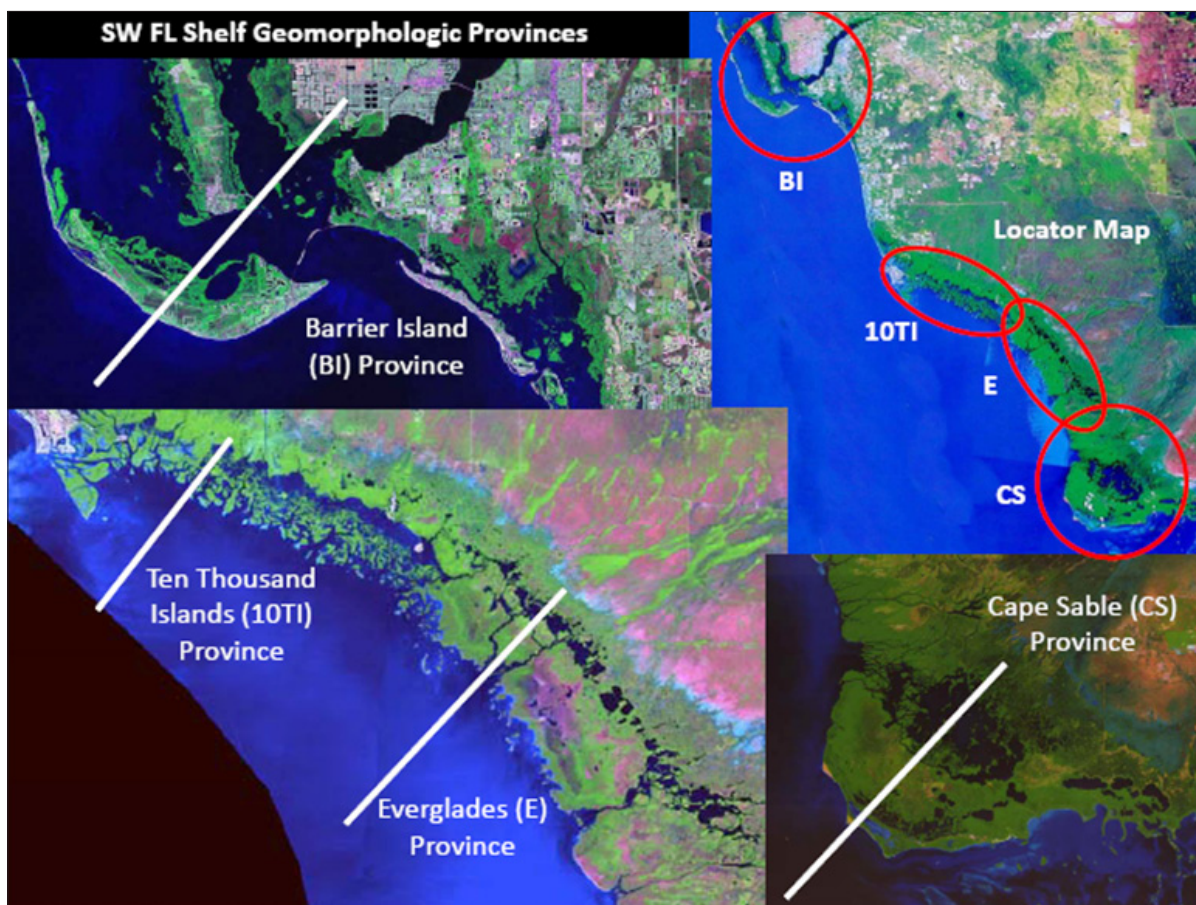 SW FL Shelf Geomorphologic Provinces
Barrier Island
(BI) Province
BI
Locator Map
10TI
E
CS
Ten Thousand
Islands (10TI)
Province
Everglades (E)
Province
Cape Sable (CS)
Province